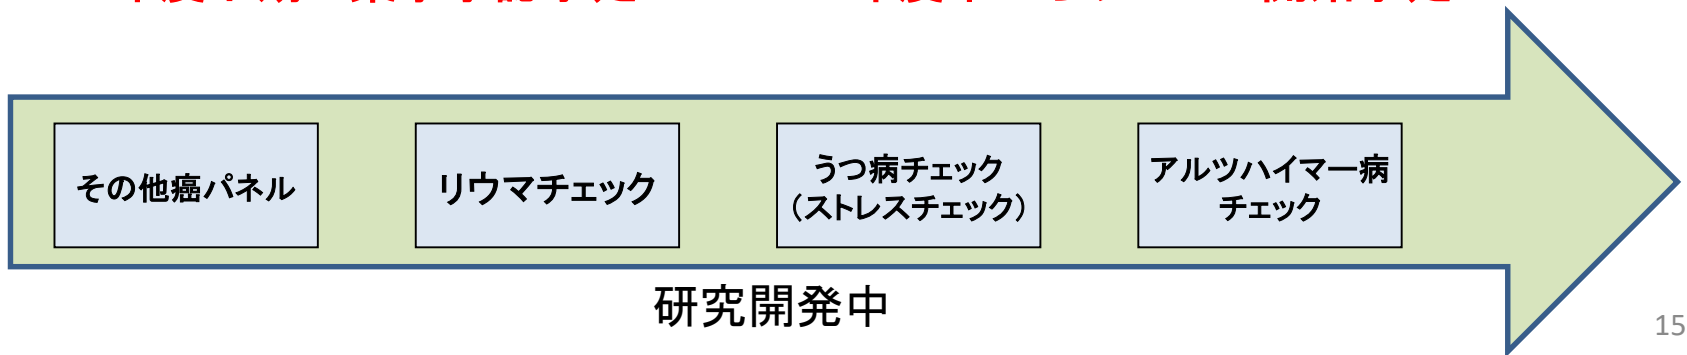 その他癌パネル
リウマチェック
うつ病チェック
（ストレスチェック）
アルツハイマー病
チェック
研究開発中
15